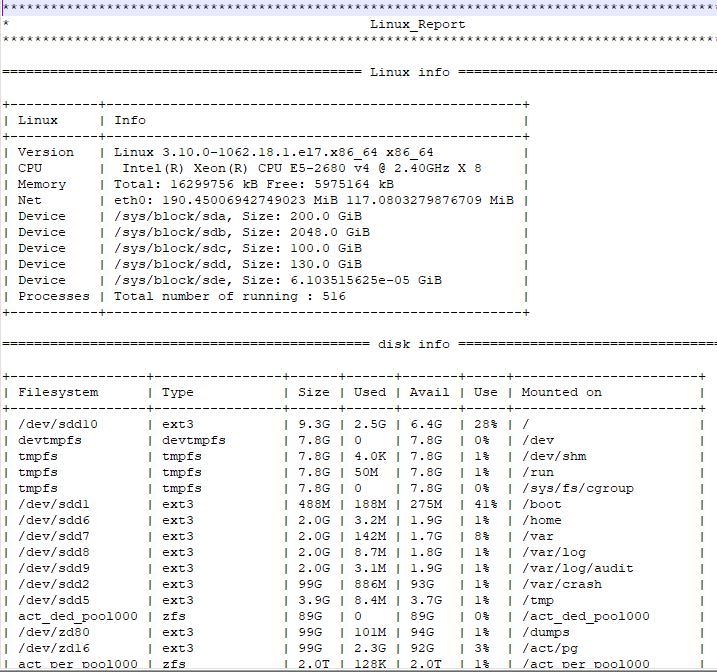 ******************************************************************************************
* Linux_Report
******************************************************************************************
============================================= Linux info =================================
+-----------+----------------------------------------------------+
| Linux | Info |
+-----------+----------------------------------------------------+
| Version | Linux 3.10.0-1062.18.1.el7.x86_64 x86_64 |
| CPU | Intel(R) Xeon(R) CPU E5-2680 v4 @ 2.40GHz X 8 |
| Memory | Total: 16299756 kB Free: 5975164 kB |
| Net | eth0: 190.45006942749023 MiB 117.0803279876709 MiB |
| Device | /sys/block/sda, Size: 200.0 GiB |
| Device | /sys/block/sdb, Size: 2048.0 GiB |
| Device | /sys/block/sdc, Size: 100.0 GiB |
| Device | /sys/block/sdd, Size: 130.0 GiB |
| Device | /sys/block/sde, Size: 6.103515625e-05 GiB |
| Processes | Total number of running : 516 |
+-----------+----------------------------------------------------+
============================================== disk info =================================
+-----------------+----------------+------+------+-------+-----+-----------------------+
| Filesystem | Type | Size | Used | Avail | Use | Mounted on |
+-----------------+----------------+------+------+-------+-----+-----------------------+
| /dev/sdd10 | ext3 | 9.3G | 2.5G | 6.4G | 28% | / |
| devtmpfs | devtmpfs | 7.8G | 0 | 7.8G | 0% | /dev |
| tmpfs | tmpfs | 7.8G | 4.0K | 7.8G | 1% | /dev/shm |
| tmpfs | tmpfs | 7.8G | 50M | 7.8G | 1% | /run |
| tmpfs | tmpfs | 7.8G | 0 | 7.8G | 0% | /sys/fs/cgroup |
| /dev/sdd1 | ext3 | 488M | 188M | 275M | 41% | /boot |
| /dev/sdd6 | ext3 | 2.0G | 3.2M | 1.9G | 1% | /home |
| /dev/sdd7 | ext3 | 2.0G | 142M | 1.7G | 8% | /var |
| /dev/sdd8 | ext3 | 2.0G | 8.7M | 1.8G | 1% | /var/log |
| /dev/sdd9 | ext3 | 2.0G | 3.1M | 1.9G | 1% | /var/log/audit |
| /dev/sdd2 | ext3 | 99G | 886M | 93G | 1% | /var/crash |
| /dev/sdd5 | ext3 | 3.9G | 8.4M | 3.7G | 1% | /tmp |
| act_ded_pool000 | zfs | 89G | 0 | 89G | 0% | /act_ded_pool000 |
| /dev/zd80 | ext3 | 99G | 101M | 94G | 1% | /dumps |
| /dev/zd16 | ext3 | 99G | 2.3G | 92G | 3% | /act/pg |
| act_per_pool000 | zfs | 2.0T | 128K | 2.0T | 1% | /act_per_pool000 |